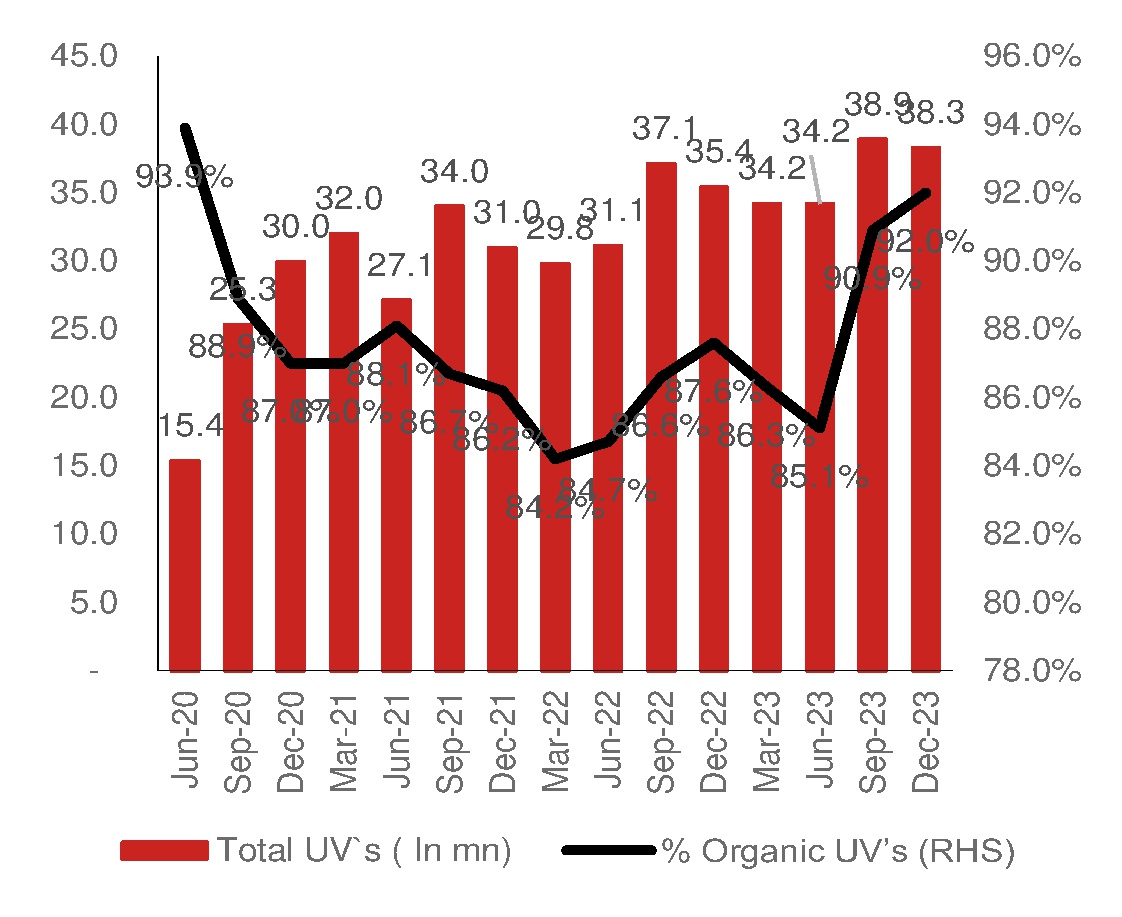 45.0
40.0
35.0
30.0
25.0
20.0
15.0
10.0
5.0
-
96.0%
94.0%
92.0%
90.0%
88.0%
86.0%
84.0%
82.0%
80.0%
78.0%
15.4
25.3
30.0
32.0
27.1
34.0
31.0
29.8
31.1
37.1
35.4
34.2
34.2
38.9
38.3
93.9%
88.9%
87.0%
87.0%
88.1%
86.7%
86.2%
84.2%
84.7%
86.6%
87.6%
86.3%
85.1%
90.9%
92.0%
Jun-20
Sep-20
Dec-20
Mar-21
Jun-21
Sep-21
Dec-21
Mar-22
Jun-22
Sep-22
Dec-22
Mar-23
Jun-23
Sep-23
Dec-23
Total UV`s ( In mn)
% Organic UV’s (RHS)